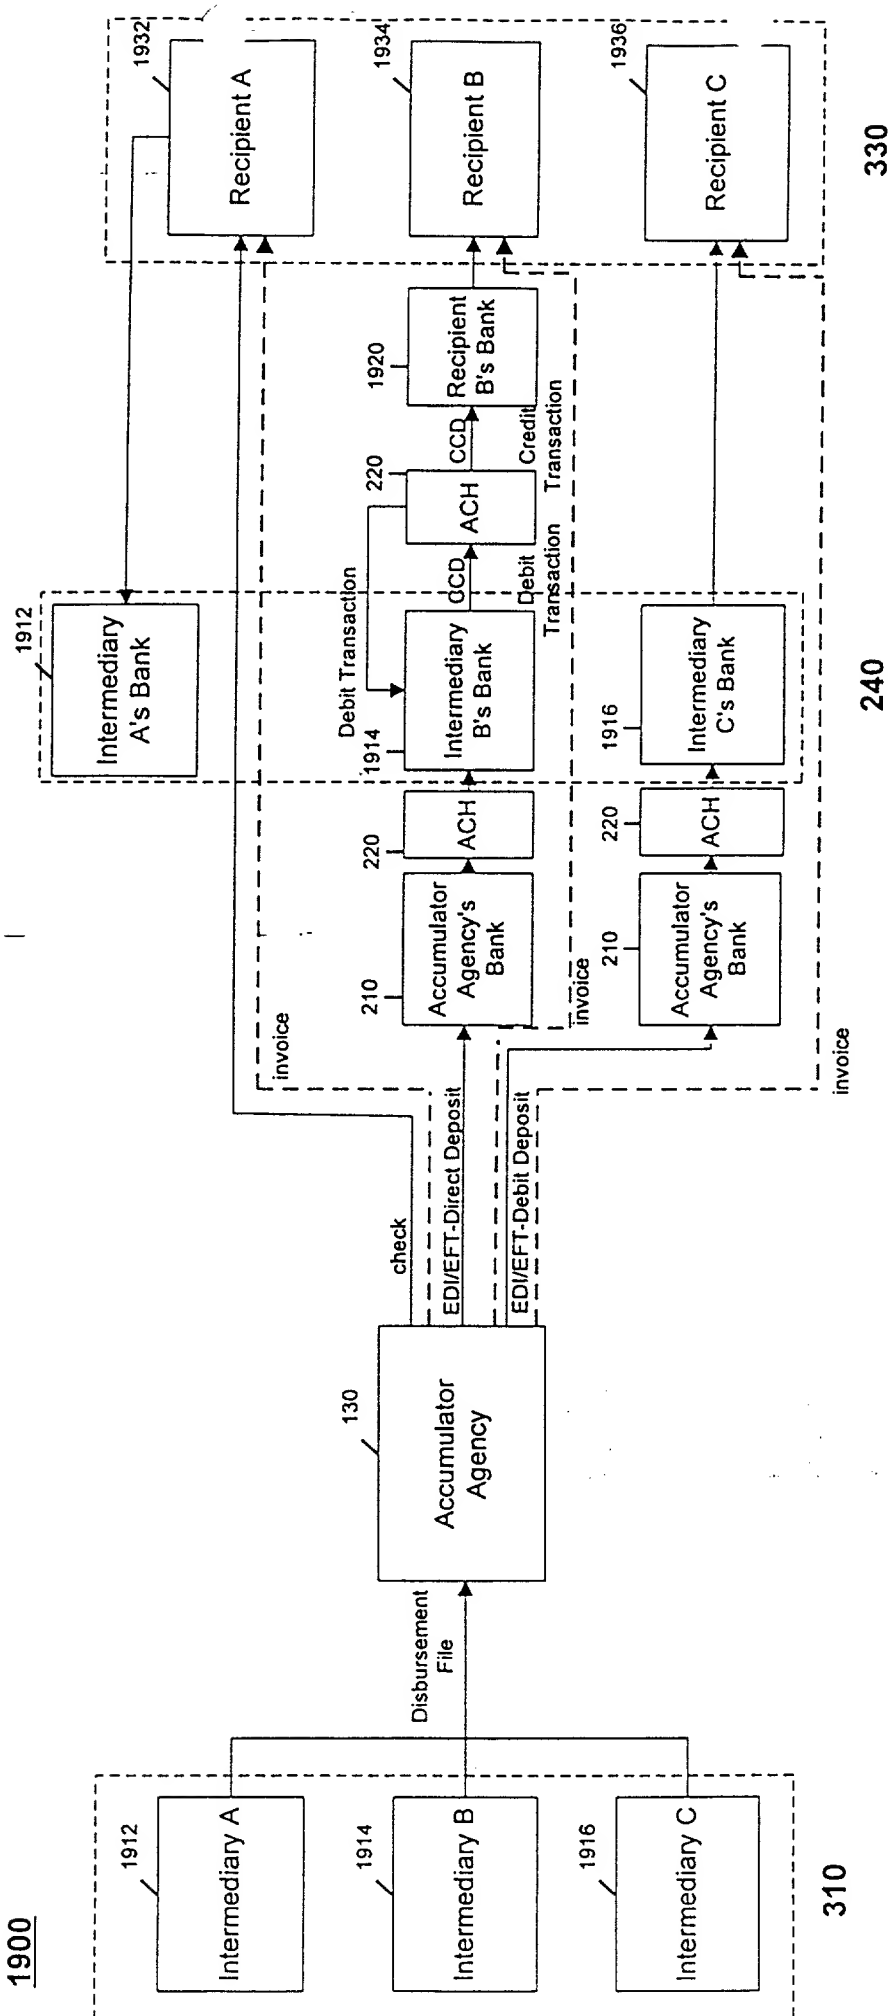 1900
1912
Intermediary A
1914
Intermediary B
1916
Intermediary C
310
Disbursement
File
130
Accumulator
Agency
check
EDI/EFT-Direct Deposit
EDI/EFT-Debit Deposit
invoice
invoice
invoice
210
Accumulator
Agency's
Bank
220
ACH
210
Accumulator
Agency's
Bank
220
ACH
1912
Intermediary
A's Bank
1914
Intermediary
B's Bank
1916
Intermediary
C's Bank
240
Debit Transaction
CCD
Debit
Transaction
220
ACH
CCD
Credit
Transaction
1920
Recipient
B's Bank
1932
Recipient A
1934
Recipient B
1936
Recipient C
330